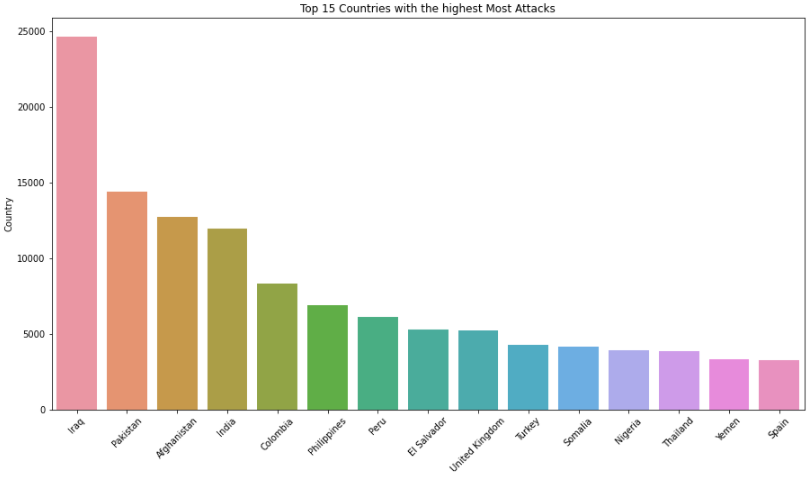 Top 15 Countries with the highest Most Attacks
25000
20000
15000
10000
5000
0
Country
Iraq
Pakistan
Afghanistan
India
Colombia
Philippines
Peru
El Salvador
United Kingdom
Turkey
Somalia
Nigeria
Thailand
Yemen
Spain